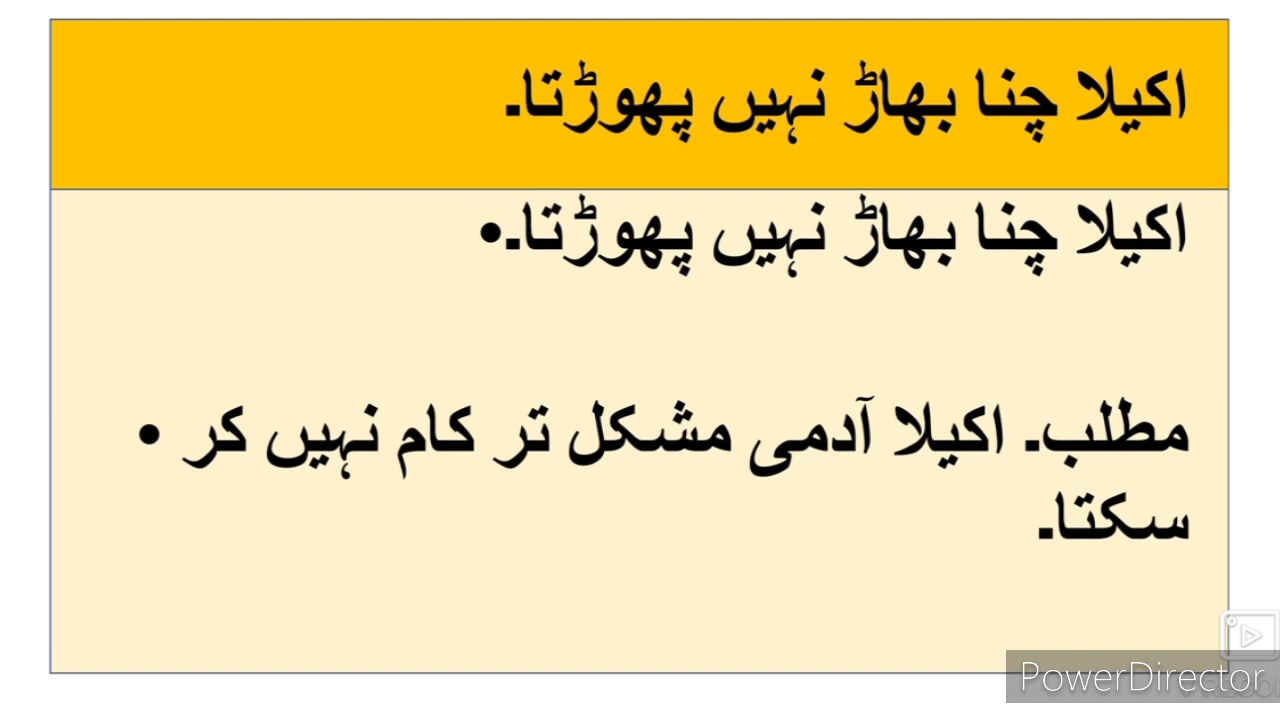 اکیلا چنا بھاڑ نہیں پھوڑتا۔
اکیلا چنا بھاڑ نہیں پھوڑتا۔•
مطلب۔ اکیلا آدمی مشکل تر کام نہیں کر •
سکتا۔
PowerDirector